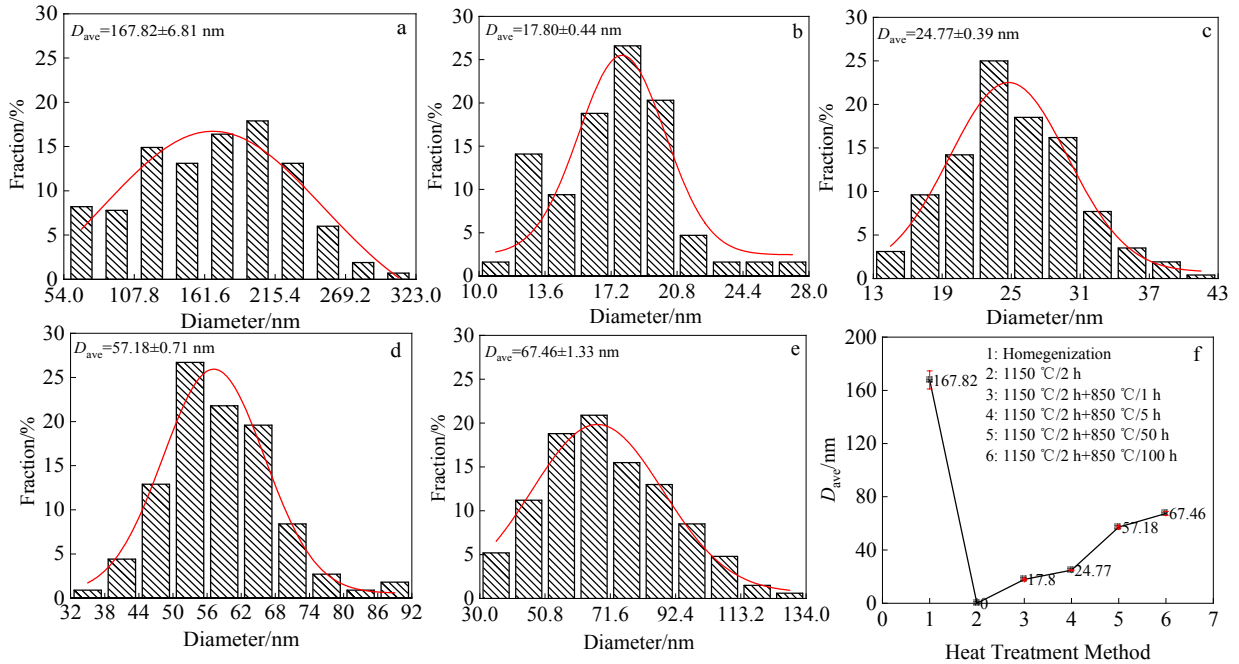 D_ave=167.82±6.81 nm
a
30
25
20
15
10
5
0
Fraction/%
54.0 107.8 161.6 215.4 269.2 323.0
Diameter/nm
D_ave=17.80±0.44 nm
b
30
25
20
15
10
5
0
Fraction/%
10.0 13.6 17.2 20.8 24.4 28.0
Diameter/nm
D_ave=24.77±0.39 nm
c
30
25
20
15
10
5
0
Fraction/%
13 19 25 31 37 43
Diameter/nm
D_ave=57.18±0.71 nm
d
30
25
20
15
10
5
0
Fraction/%
32 38 44 50 56 62 68 74 80 86 92
Diameter/nm
D_ave=67.46±1.33 nm
e
30
25
20
15
10
5
0
Fraction/%
30.0 50.8 71.6 92.4 113.2 134.0
Diameter/nm
f
200
160
120
80
40
0
D_ave/nm
1: Homegenization
2: 1150 ℃/2 h
3: 1150 ℃/2 h+850 ℃/1 h
4: 1150 ℃/2 h+850 ℃/5 h
5: 1150 ℃/2 h+850 ℃/50 h
6: 1150 ℃/2 h+850 ℃/100 h
167.82
0
17.8
24.77
57.18
67.46
0 1 2 3 4 5 6 7
Heat Treatment Method